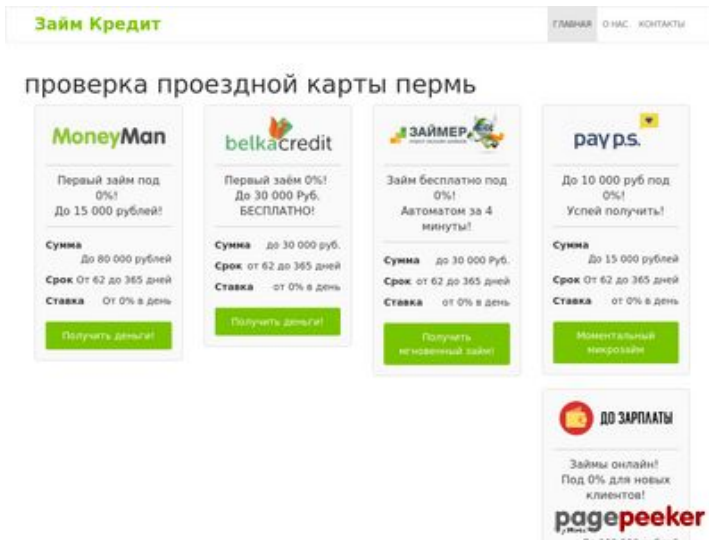 Займ Кредит
ГЛАВНАЯ О НАС КОНТАКТЫ
проверка проездной карты пермь
MoneyMan
Первый займ под
0%!
До 15 000 рублей!
Сумма
До 80 000 рублей
Срок От 62 до 365 дней
Ставка От 0% в день
Получить деньги!
belkacredit
Первый заём 0%!
До 30 000 Руб.
БЕСПЛАТНО!
Сумма до 30 000 руб.
Срок от 62 до 365 дней
Ставка от 0% в день
Получить деньги!
ЗАЙМЕР
Займ бесплатно под
0%!
Автоматом за 4
минуты!
Сумма до 30 000 Руб.
Срок от 62 до 365 дней
Ставка от 0% в день
Получить
мгновенный займ!
pay p.s.
До 10 000 руб под
0%!
Успей получить!
Сумма
До 15 000 рублей
Срок От 62 до 365 дней
Ставка от 0% в день
Моментальный
микрозайм
ДО ЗАРПЛАТЫ
Займы онлайн!
Под 0% для новых
клиентов!
pagepeeker